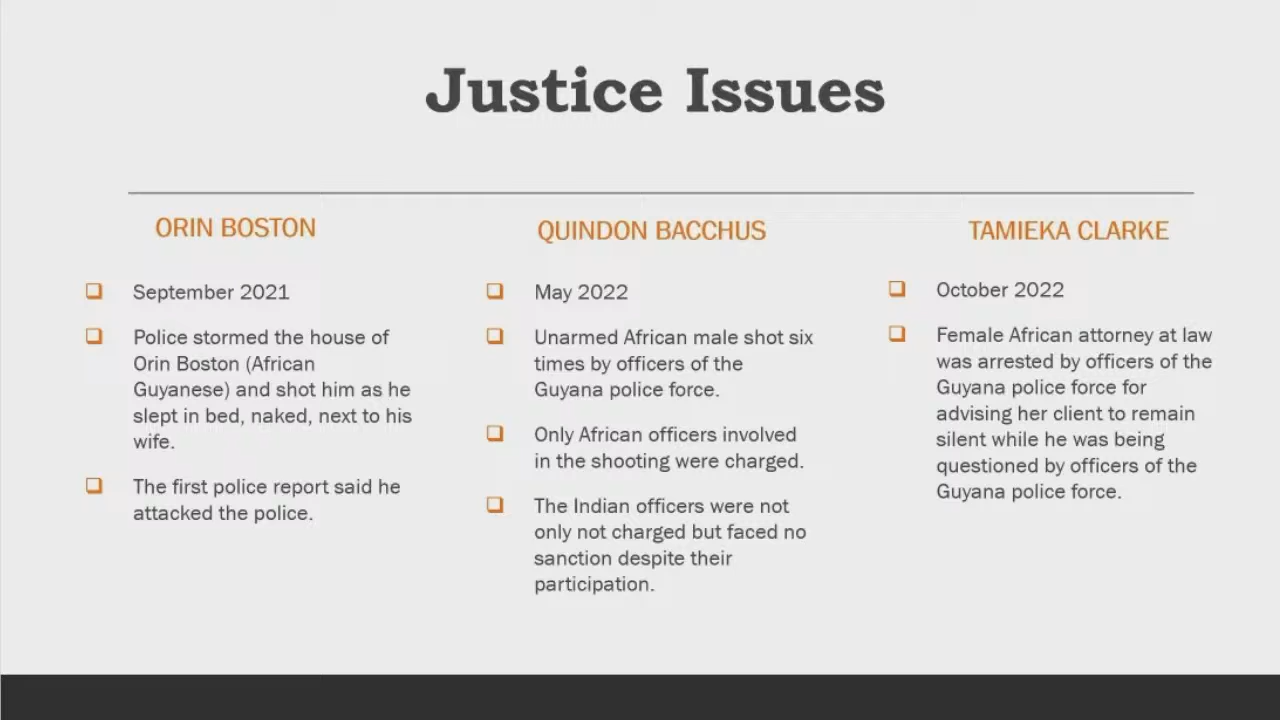 Justice Issues
ORIN BOSTON
September 2021
Police stormed the house of
Orin Boston (African
Guyanese) and shot him as he
slept in bed, naked, next to his
wife.
The first police report said he
attacked the police.
QUINDON BACCHUS
May 2022
Unarmed African male shot six
times by officers of the
Guyana police force.
Only African officers involved
in the shooting were charged.
The Indian officers were not
only not charged but faced no
sanction despite their
participation.
TAMIEKA CLARKE
October 2022
Female African attorney at law
was arrested by officers of the
Guyana police force for
advising her client to remain
silent while he was being
questioned by officers of the
Guyana police force.